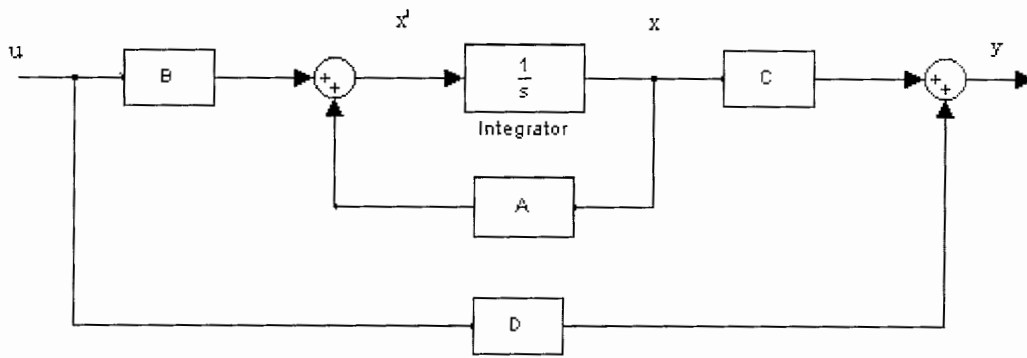 x'
x
u
y
B
+
+
1
s
Integrator
C
+
+
A
D